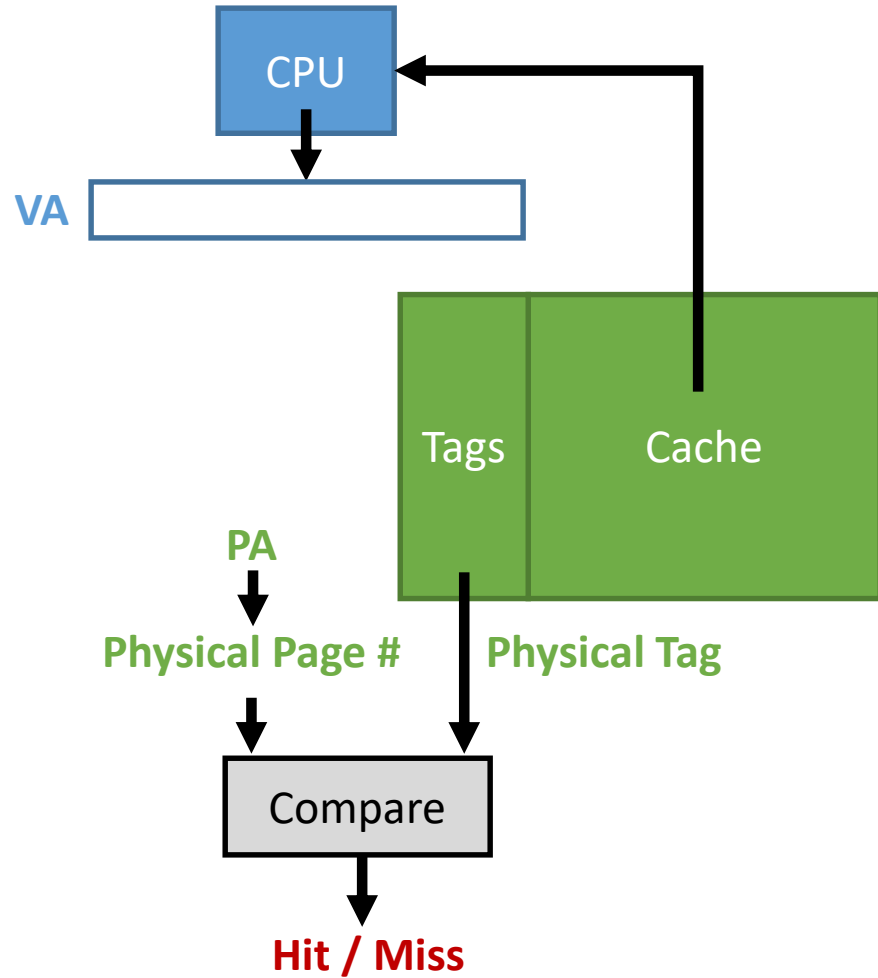 CPU
VA
Tags
Cache
PA
Physical Page #
Physical Tag
Compare
Hit / Miss